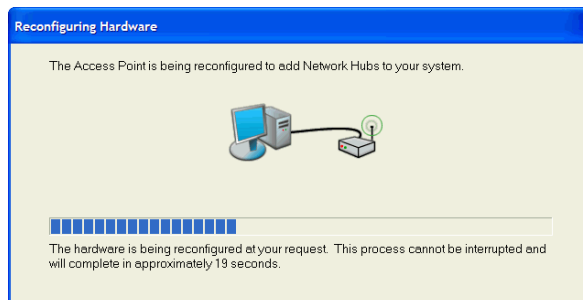 Reconfiguring Hardware
The Access Point is being reconfigured to add Network Hubs to your system.
The hardware is being reconfigured at your request. This process cannot be interrupted and
will complete in approximately 19 seconds.